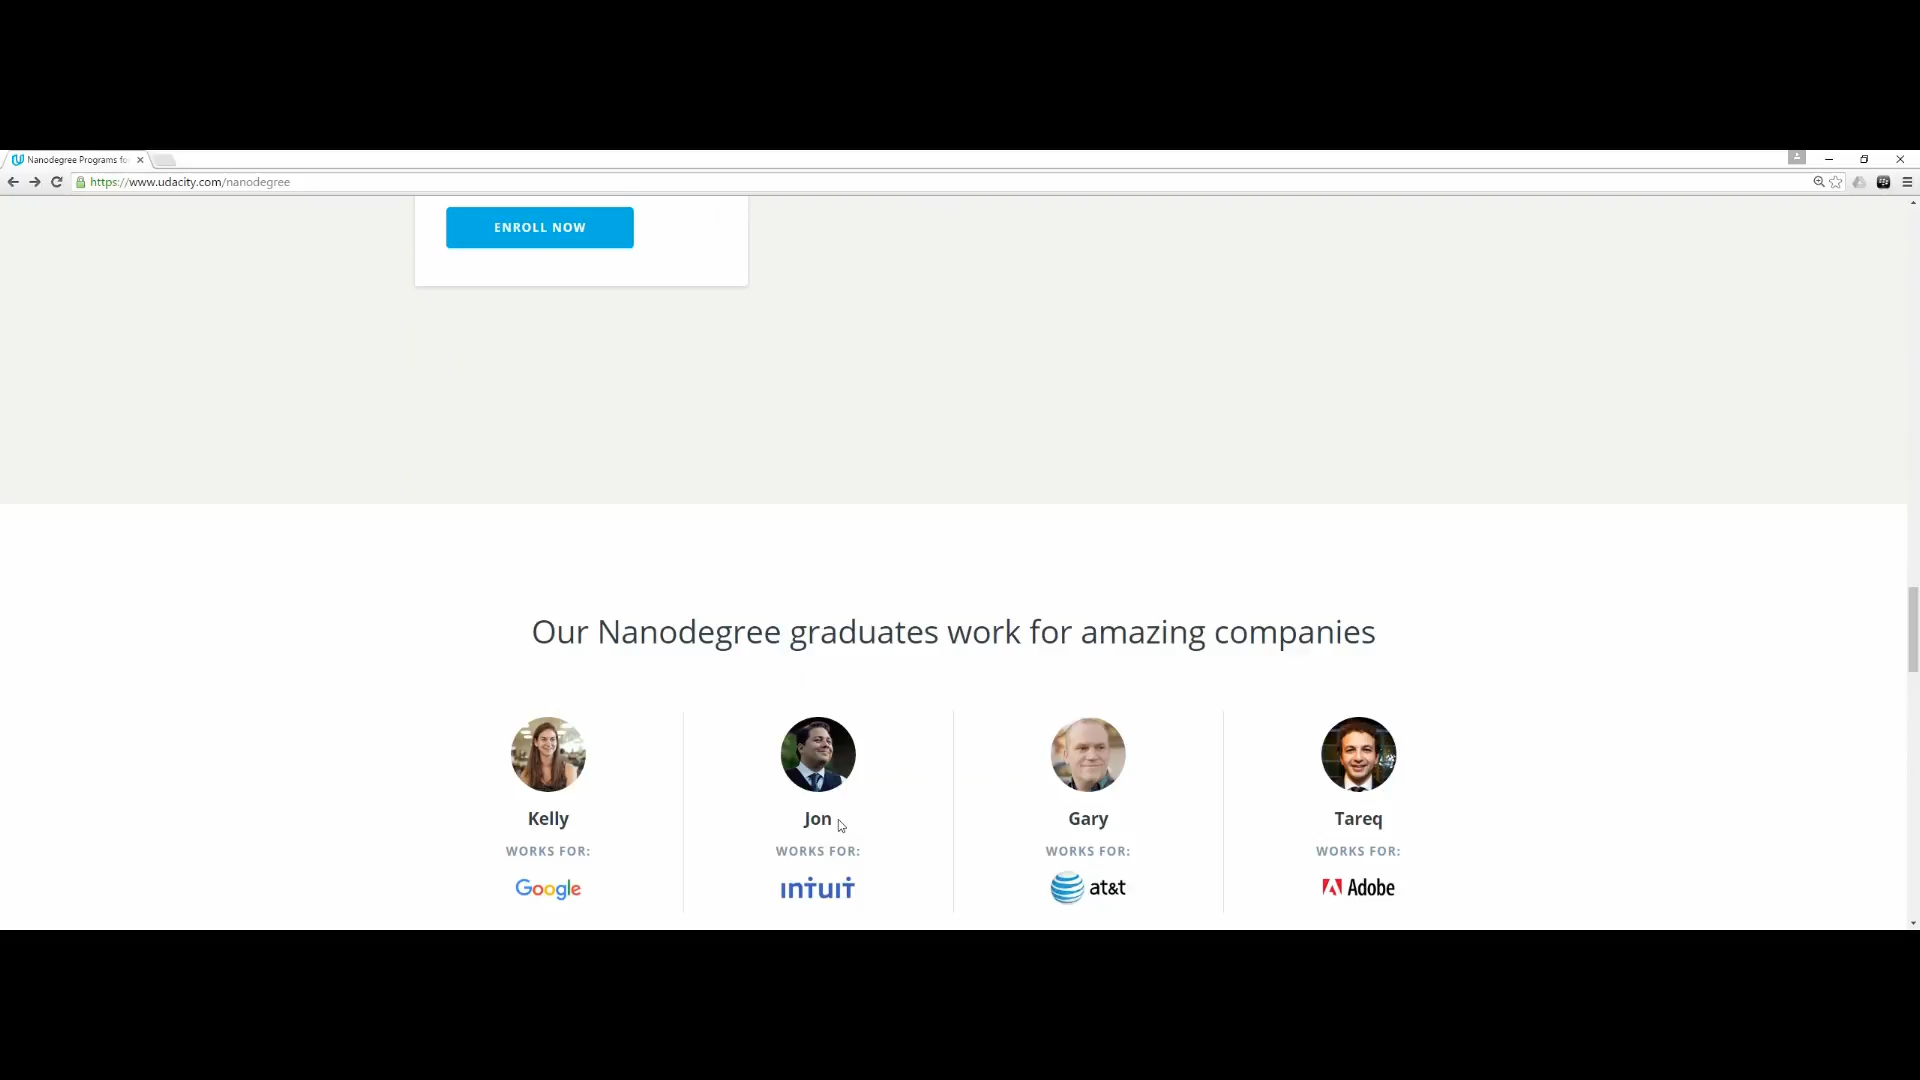 Nanodegree Programs fo
https://www.udacity.com/nanodegree
ENROLL NOW
Our Nanodegree graduates work for amazing companies
Kelly
WORKS FOR:
Google
Jon
WORKS FOR:
intuit
Gary
WORKS FOR:
at&t
Tareq
WORKS FOR:
Adobe